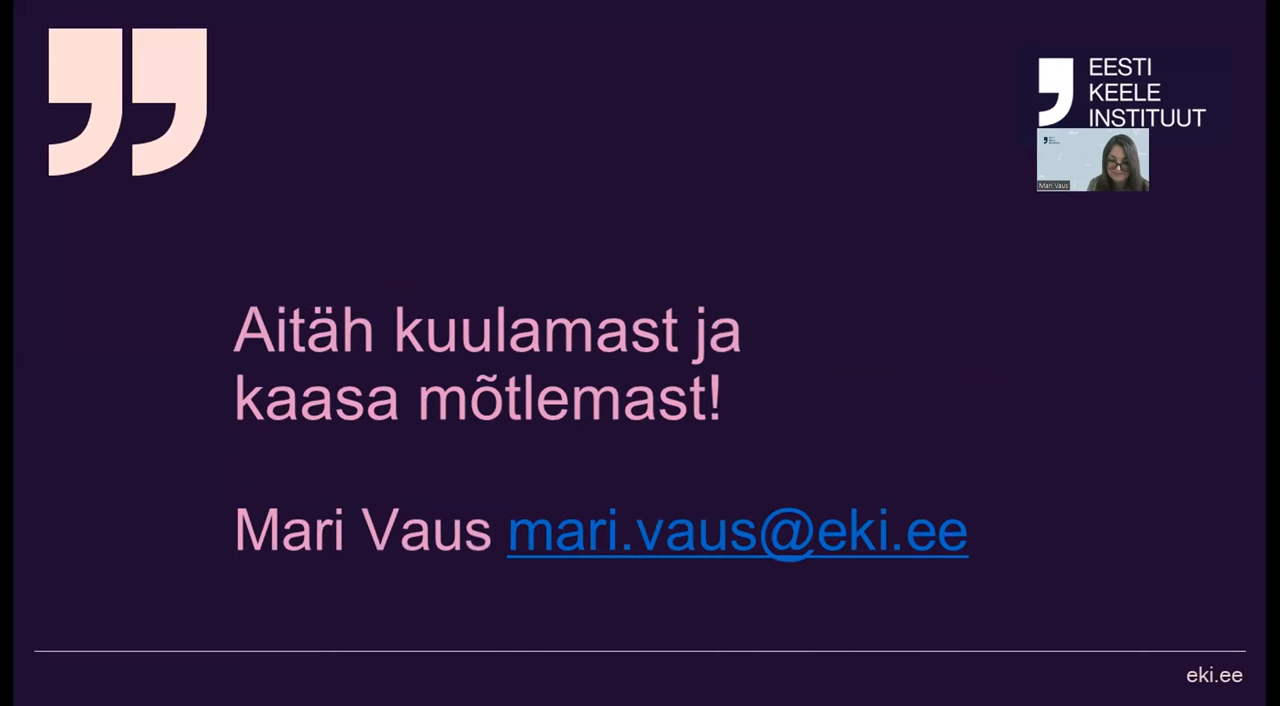 EESTI
KEELE
INSTITUUT
Mari Vaus
Aitäh kuulamast ja
kaasa mõtlemast!
Mari Vaus mari.vaus@eki.ee
eki.ee